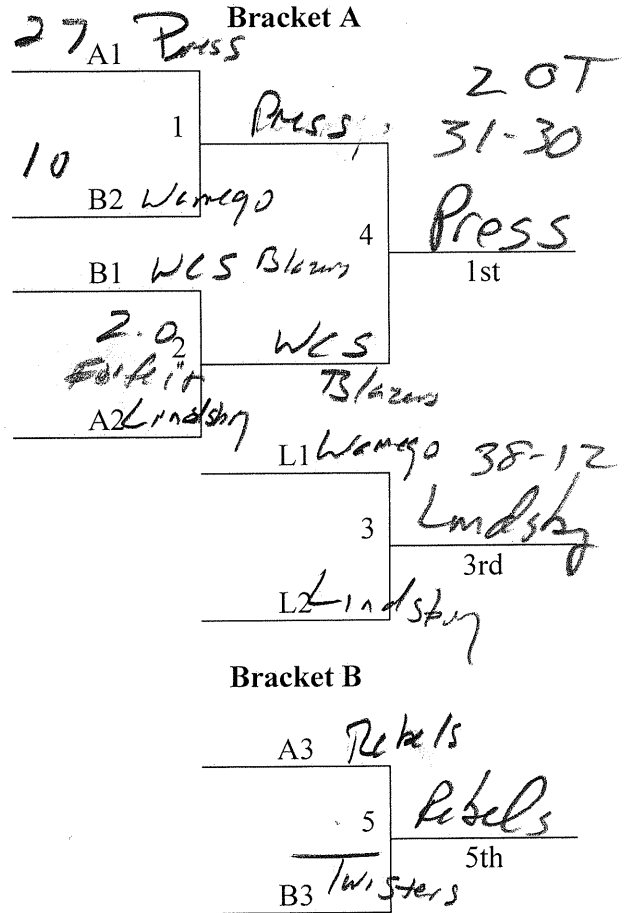 Bracket A
27 A1 Press
1 Press
2 OT
31-30
10
B2 Wamego
4 Press
1st
B1 WCS Blazers
2-0
2 WCS
Forfeit Blazers
A2 Lindsborg
L1 Wamego 38-12
3 Lindsborg
3rd
L2 Lindsborg
Bracket B
A3 Rebels
5 Rebels
5th
B3 Twisters